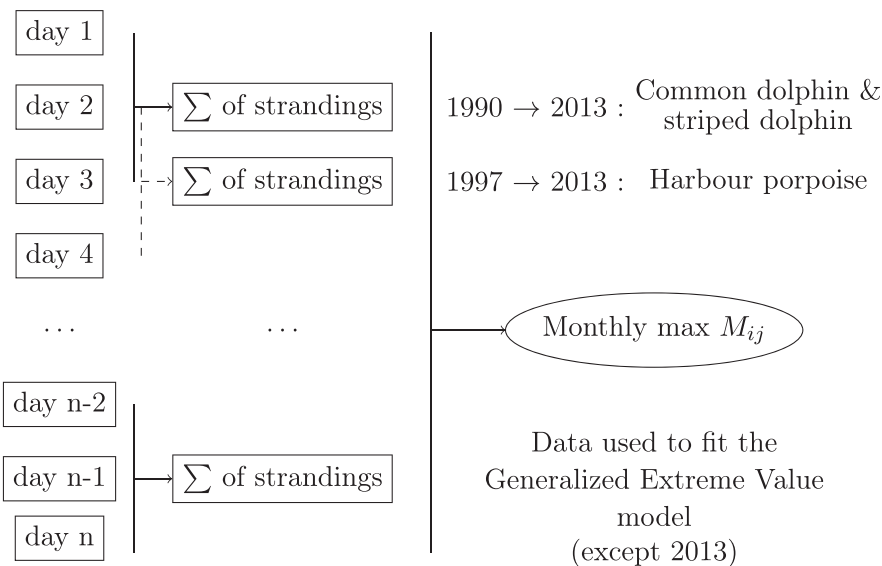 day 1
day 2
day 3
day 4
. . .
day n-2
day n-1
day n
∑ of strandings
∑ of strandings
. . .
∑ of strandings
1990 → 2013 : Common dolphin &
striped dolphin
1997 → 2013 : Harbour porpoise
Monthly max M_{ij}
Data used to fit the
Generalized Extreme Value
model
(except 2013)